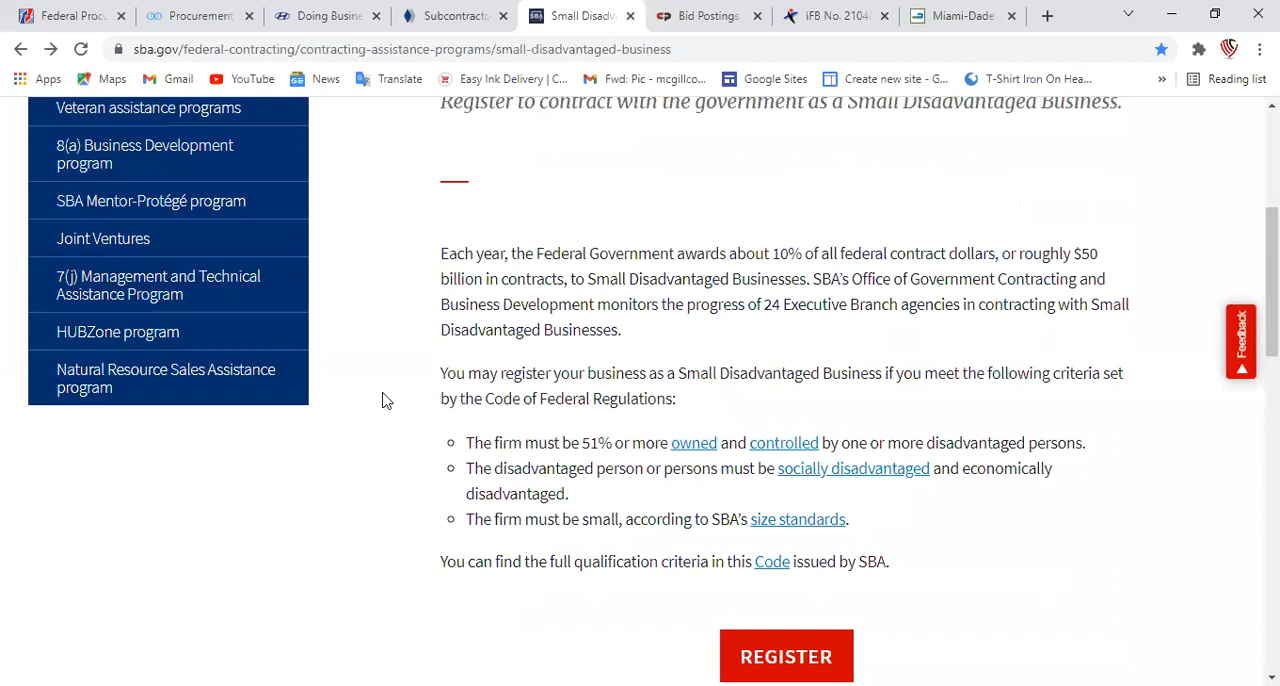 Federal Procu
Procurement
Doing Busine
Subcontracto
SBA
Small Disadv
Bid Postings -
IFB No. 2104
Miami-Dade
sba.gov/federal-contracting/contracting-assistance-programs/small-disadvantaged-business
Apps
Maps
Gmail
YouTube
News
Translate
Easy Ink Delivery | C...
Fwd: Pic - mcgillco...
Google Sites
Create new site - G...
T-Shirt Iron On Hea...
»
Reading list
Veteran assistance programs
8(a) Business Development
program
SBA Mentor-Protégé program
Joint Ventures
7(j) Management and Technical
Assistance Program
HUBZone program
Natural Resource Sales Assistance
program
Register to contract with the government as a Small Disadvantaged Business.
Each year, the Federal Government awards about 10% of all federal contract dollars, or roughly $50
billion in contracts, to Small Disadvantaged Businesses. SBA's Office of Government Contracting and
Business Development monitors the progress of 24 Executive Branch agencies in contracting with Small
Disadvantaged Businesses.
You may register your business as a Small Disadvantaged Business if you meet the following criteria set
by the Code of Federal Regulations:
The firm must be 51% or more owned and controlled by one or more disadvantaged persons.
The disadvantaged person or persons must be socially disadvantaged and economically
disadvantaged.
The firm must be small, according to SBA's size standards.
You can find the full qualification criteria in this Code issued by SBA.
REGISTER
Feedback